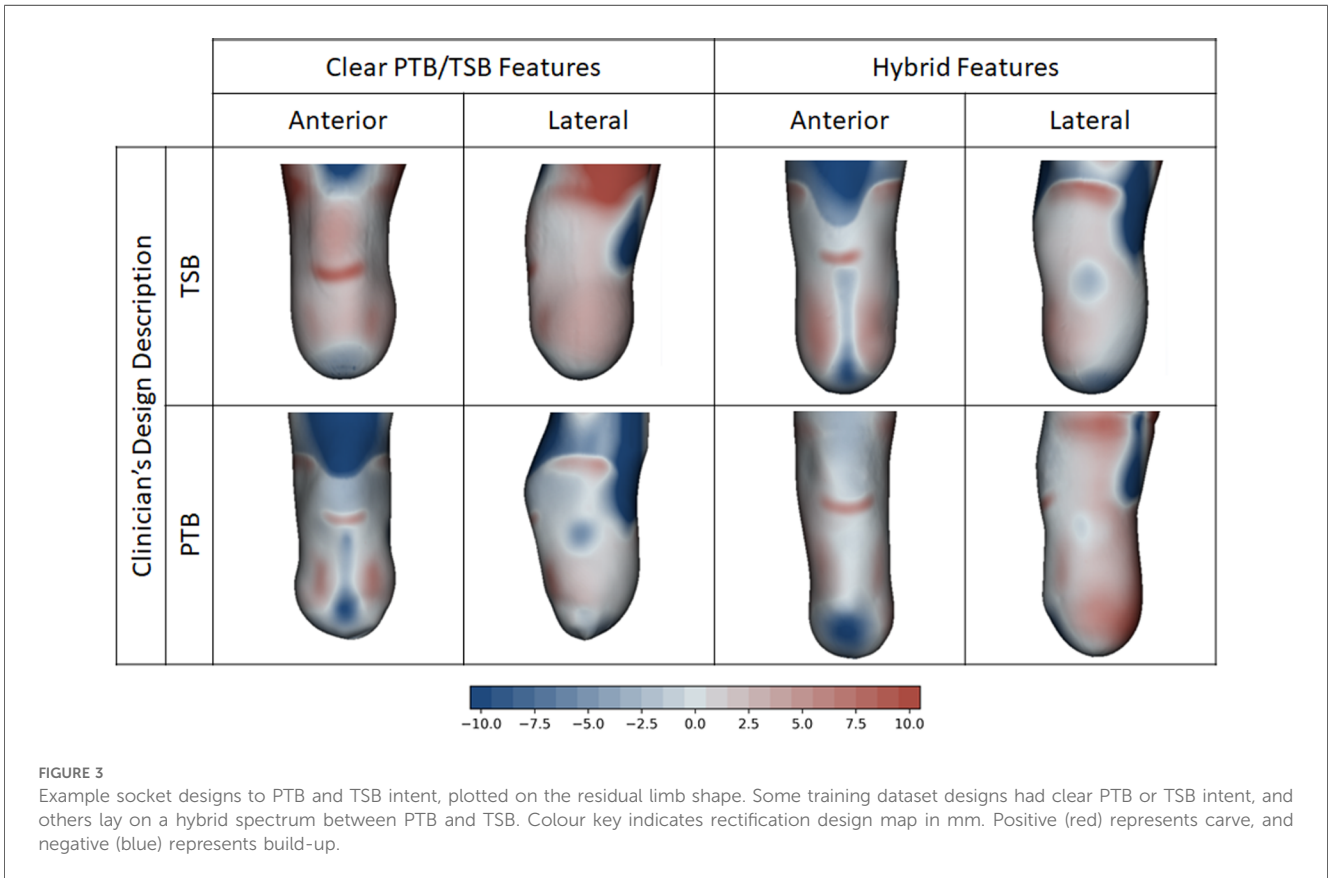 Clear PTB/TSB Features
Hybrid Features
Anterior
Lateral
Anterior
Lateral
Clinician's Design Description
TSB
PTB
−10.0 −7.5 −5.0 −2.5 0.0 2.5 5.0 7.5 10.0
FIGURE 3
Example socket designs to PTB and TSB intent, plotted on the residual limb shape. Some training dataset designs had clear PTB or TSB intent, and
others lay on a hybrid spectrum between PTB and TSB. Colour key indicates rectification design map in mm. Positive (red) represents carve, and
negative (blue) represents build-up.